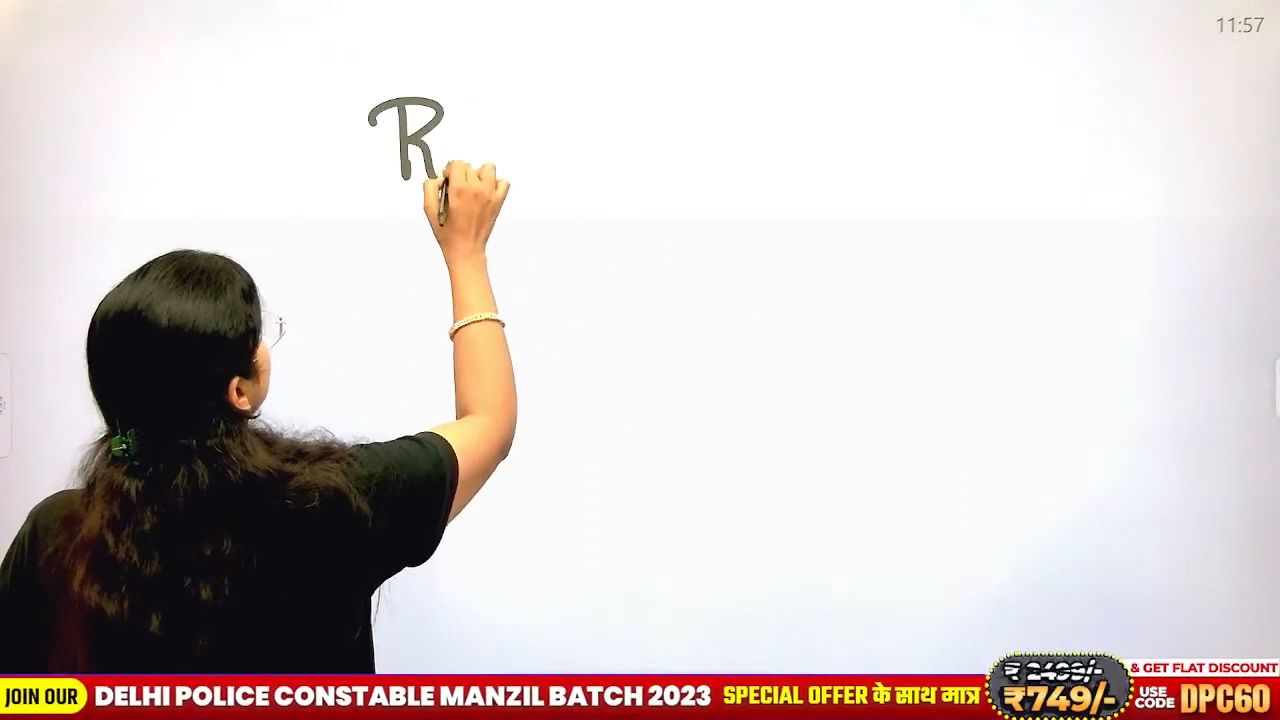 11:57
R
JOIN OUR DELHI POLICE CONSTABLE MANZIL BATCH 2023 SPECIAL OFFER के साथ मात्र ₹ 2499/- ₹749/- & GET FLAT DISCOUNT USE CODE DPC60